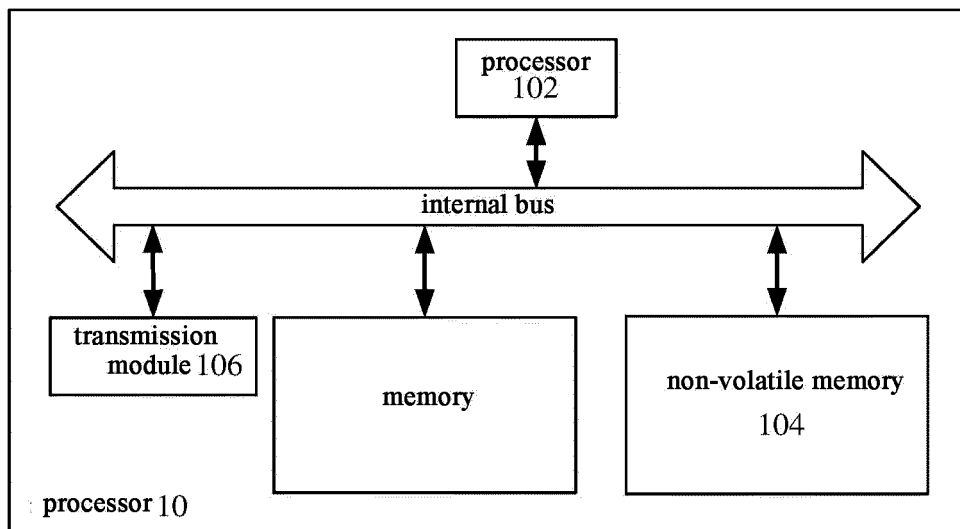 processor
102
internal bus
transmission
module 106
memory
non-volatile memory
104
processor 10